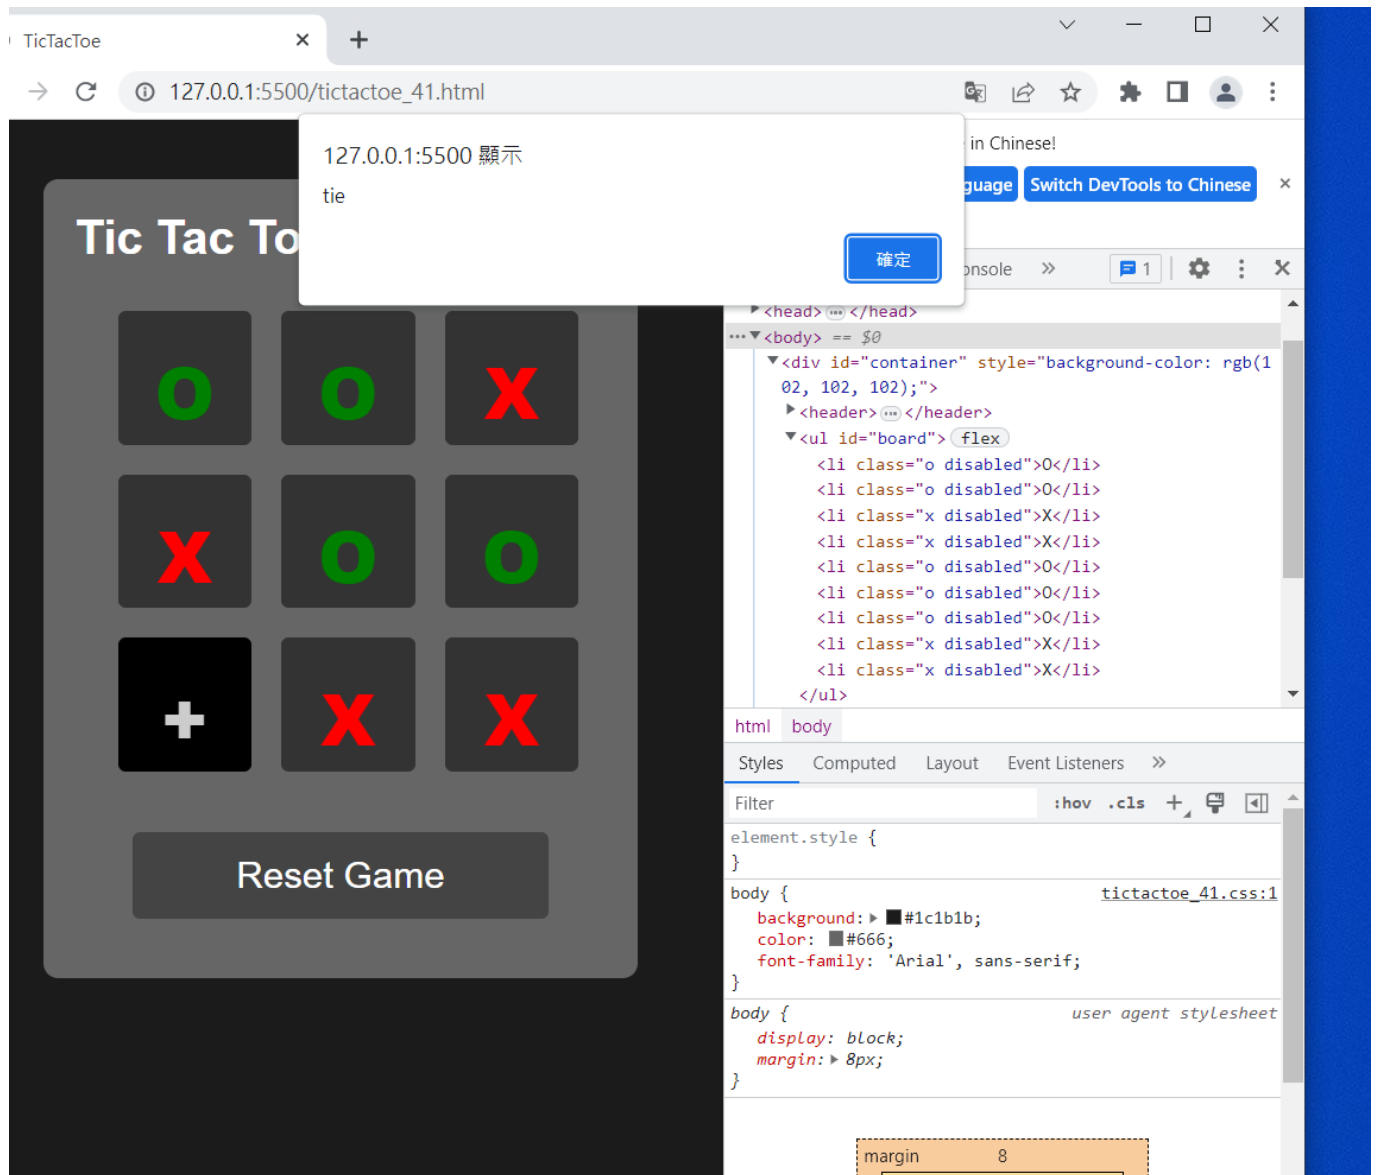 TicTacToe
127.0.0.1:5500/tictactoe_41.html
127.0.0.1:5500 顯示
tie
確定
in Chinese!
guage
Switch DevTools to Chinese
Tic Tac To
onsole
1
<head> ... </head>
<body> == $0
<div id="container" style="background-color: rgb(1
02, 102, 102);">
<header> ... </header>
<ul id="board"> flex
<li class="o disabled">O</li>
<li class="o disabled">O</li>
<li class="x disabled">X</li>
<li class="x disabled">X</li>
<li class="o disabled">O</li>
<li class="o disabled">O</li>
<li class="o disabled">O</li>
<li class="x disabled">X</li>
<li class="x disabled">X</li>
</ul>
O O X
X O O
+ X X
Reset Game
html body
Styles Computed Layout Event Listeners
Filter :hov .cls
element.style {
}
body { tictactoe_41.css:1
background: #1c1b1b;
color: #666;
font-family: 'Arial', sans-serif;
}
body { user agent stylesheet
display: block;
margin: 8px;
}
margin 8